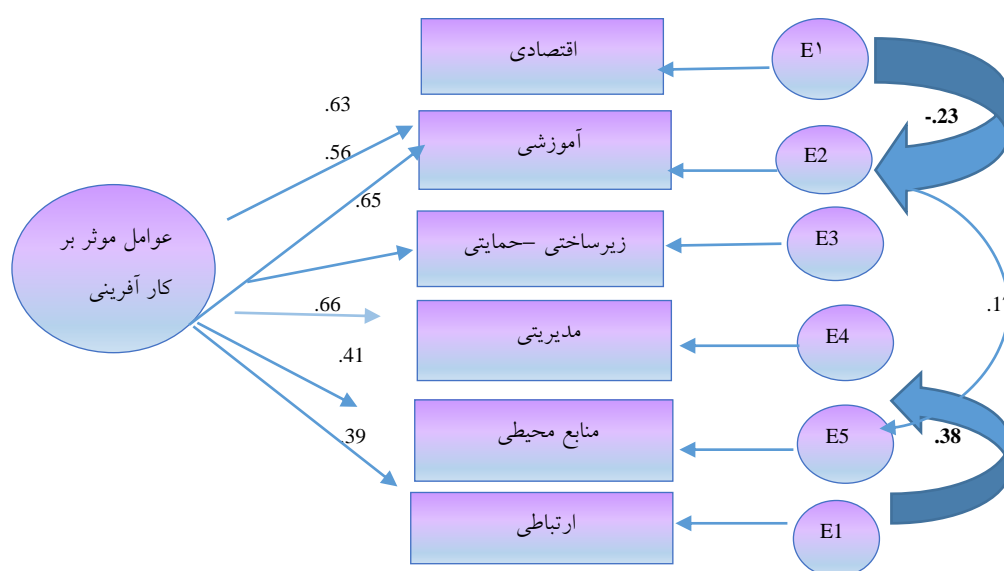 اقتصادی
E۱
.63
-.23
آموزشی
.56
E2
.65
عوامل موثر بر
کار آفرینی
زیرساختی –حمایتی
E3
.66
مدیریتی
E4
.41
منابع محیطی
E5
.38
.39
ارتباطی
E1